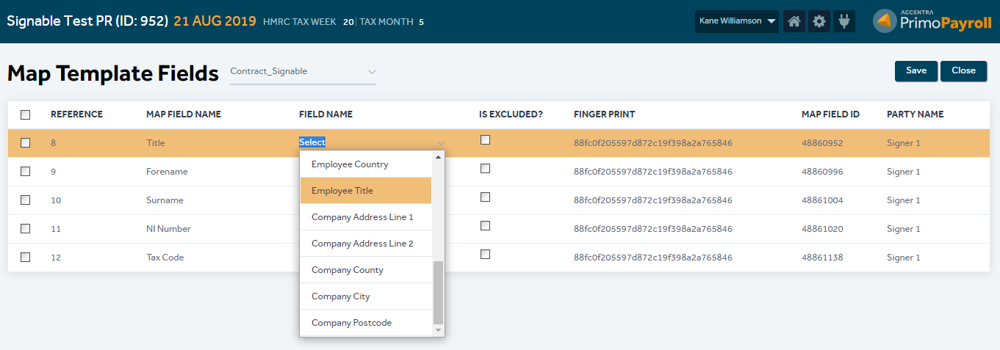 Signable Test PR (ID: 952) 21 AUG 2019 HMRC TAX WEEK 20 | TAX MONTH 5
Kane Williamson
ACCENTRA
PrimoPayroll
Map Template Fields
Contract_Signable
Save
Close
REFERENCE MAP FIELD NAME FIELD NAME IS EXCLUDED? FINGER PRINT MAP FIELD ID PARTY NAME
8 Title Select 88fc0f205597d872c19f398a2a765846 48860952 Signer 1
9 Forename 88fc0f205597d872c19f398a2a765846 48860996 Signer 1
10 Surname 88fc0f205597d872c19f398a2a765846 48861004 Signer 1
11 NI Number 88fc0f205597d872c19f398a2a765846 48861020 Signer 1
12 Tax Code 88fc0f205597d872c19f398a2a765846 48861138 Signer 1
Employee Country
Employee Title
Company Address Line 1
Company Address Line 2
Company County
Company City
Company Postcode